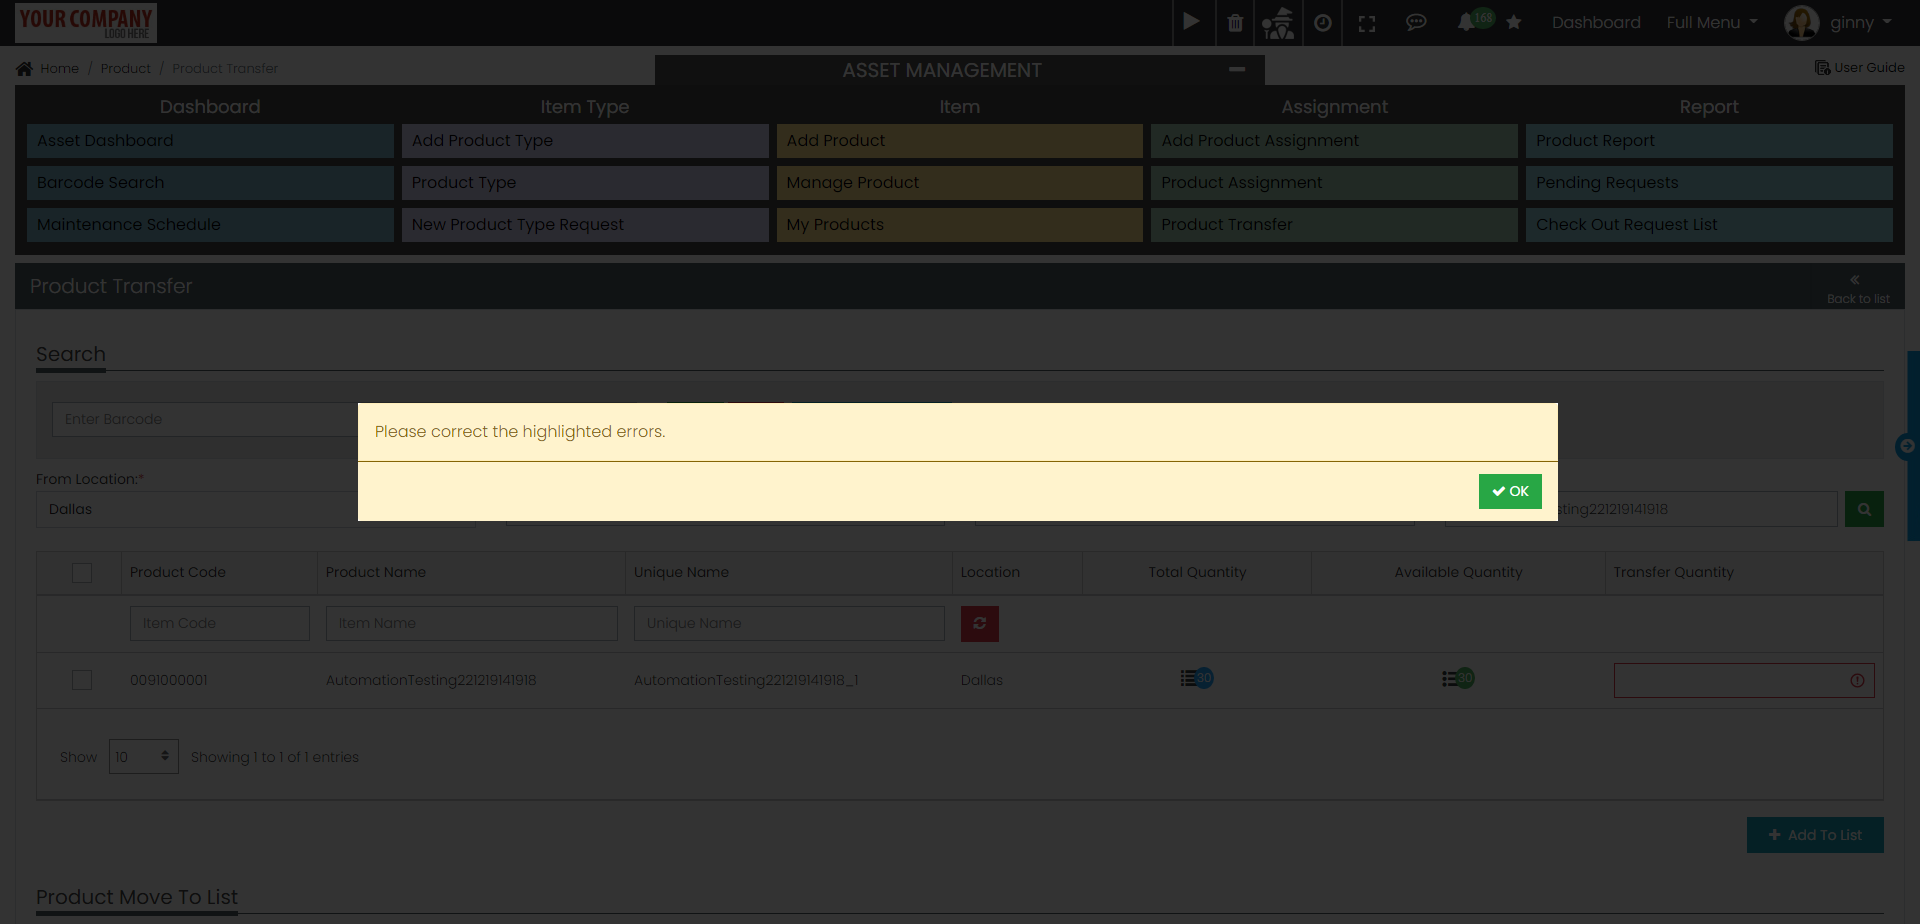 YOUR COMPANY
LOGO HERE
168
Dashboard
Full Menu
ginny
Home / Product / Product Transfer
ASSET MANAGEMENT
User Guide
Dashboard
Item Type
Item
Assignment
Report
Asset Dashboard
Add Product Type
Add Product
Add Product Assignment
Product Report
Barcode Search
Product Type
Manage Product
Product Assignment
Pending Requests
Maintenance Schedule
New Product Type Request
My Products
Product Transfer
Check Out Request List
Product Transfer
Back to list
Search
Enter Barcode
Please correct the highlighted errors.
OK
From Location:*
Dallas
sting221219141918
Product Code
Product Name
Unique Name
Location
Total Quantity
Available Quantity
Transfer Quantity
Item Code
Item Name
Unique Name
0091000001
AutomationTesting221219141918
AutomationTesting221219141918_1
Dallas
30
30
Show 10 Showing 1 to 1 of 1 entries
+ Add To List
Product Move To List